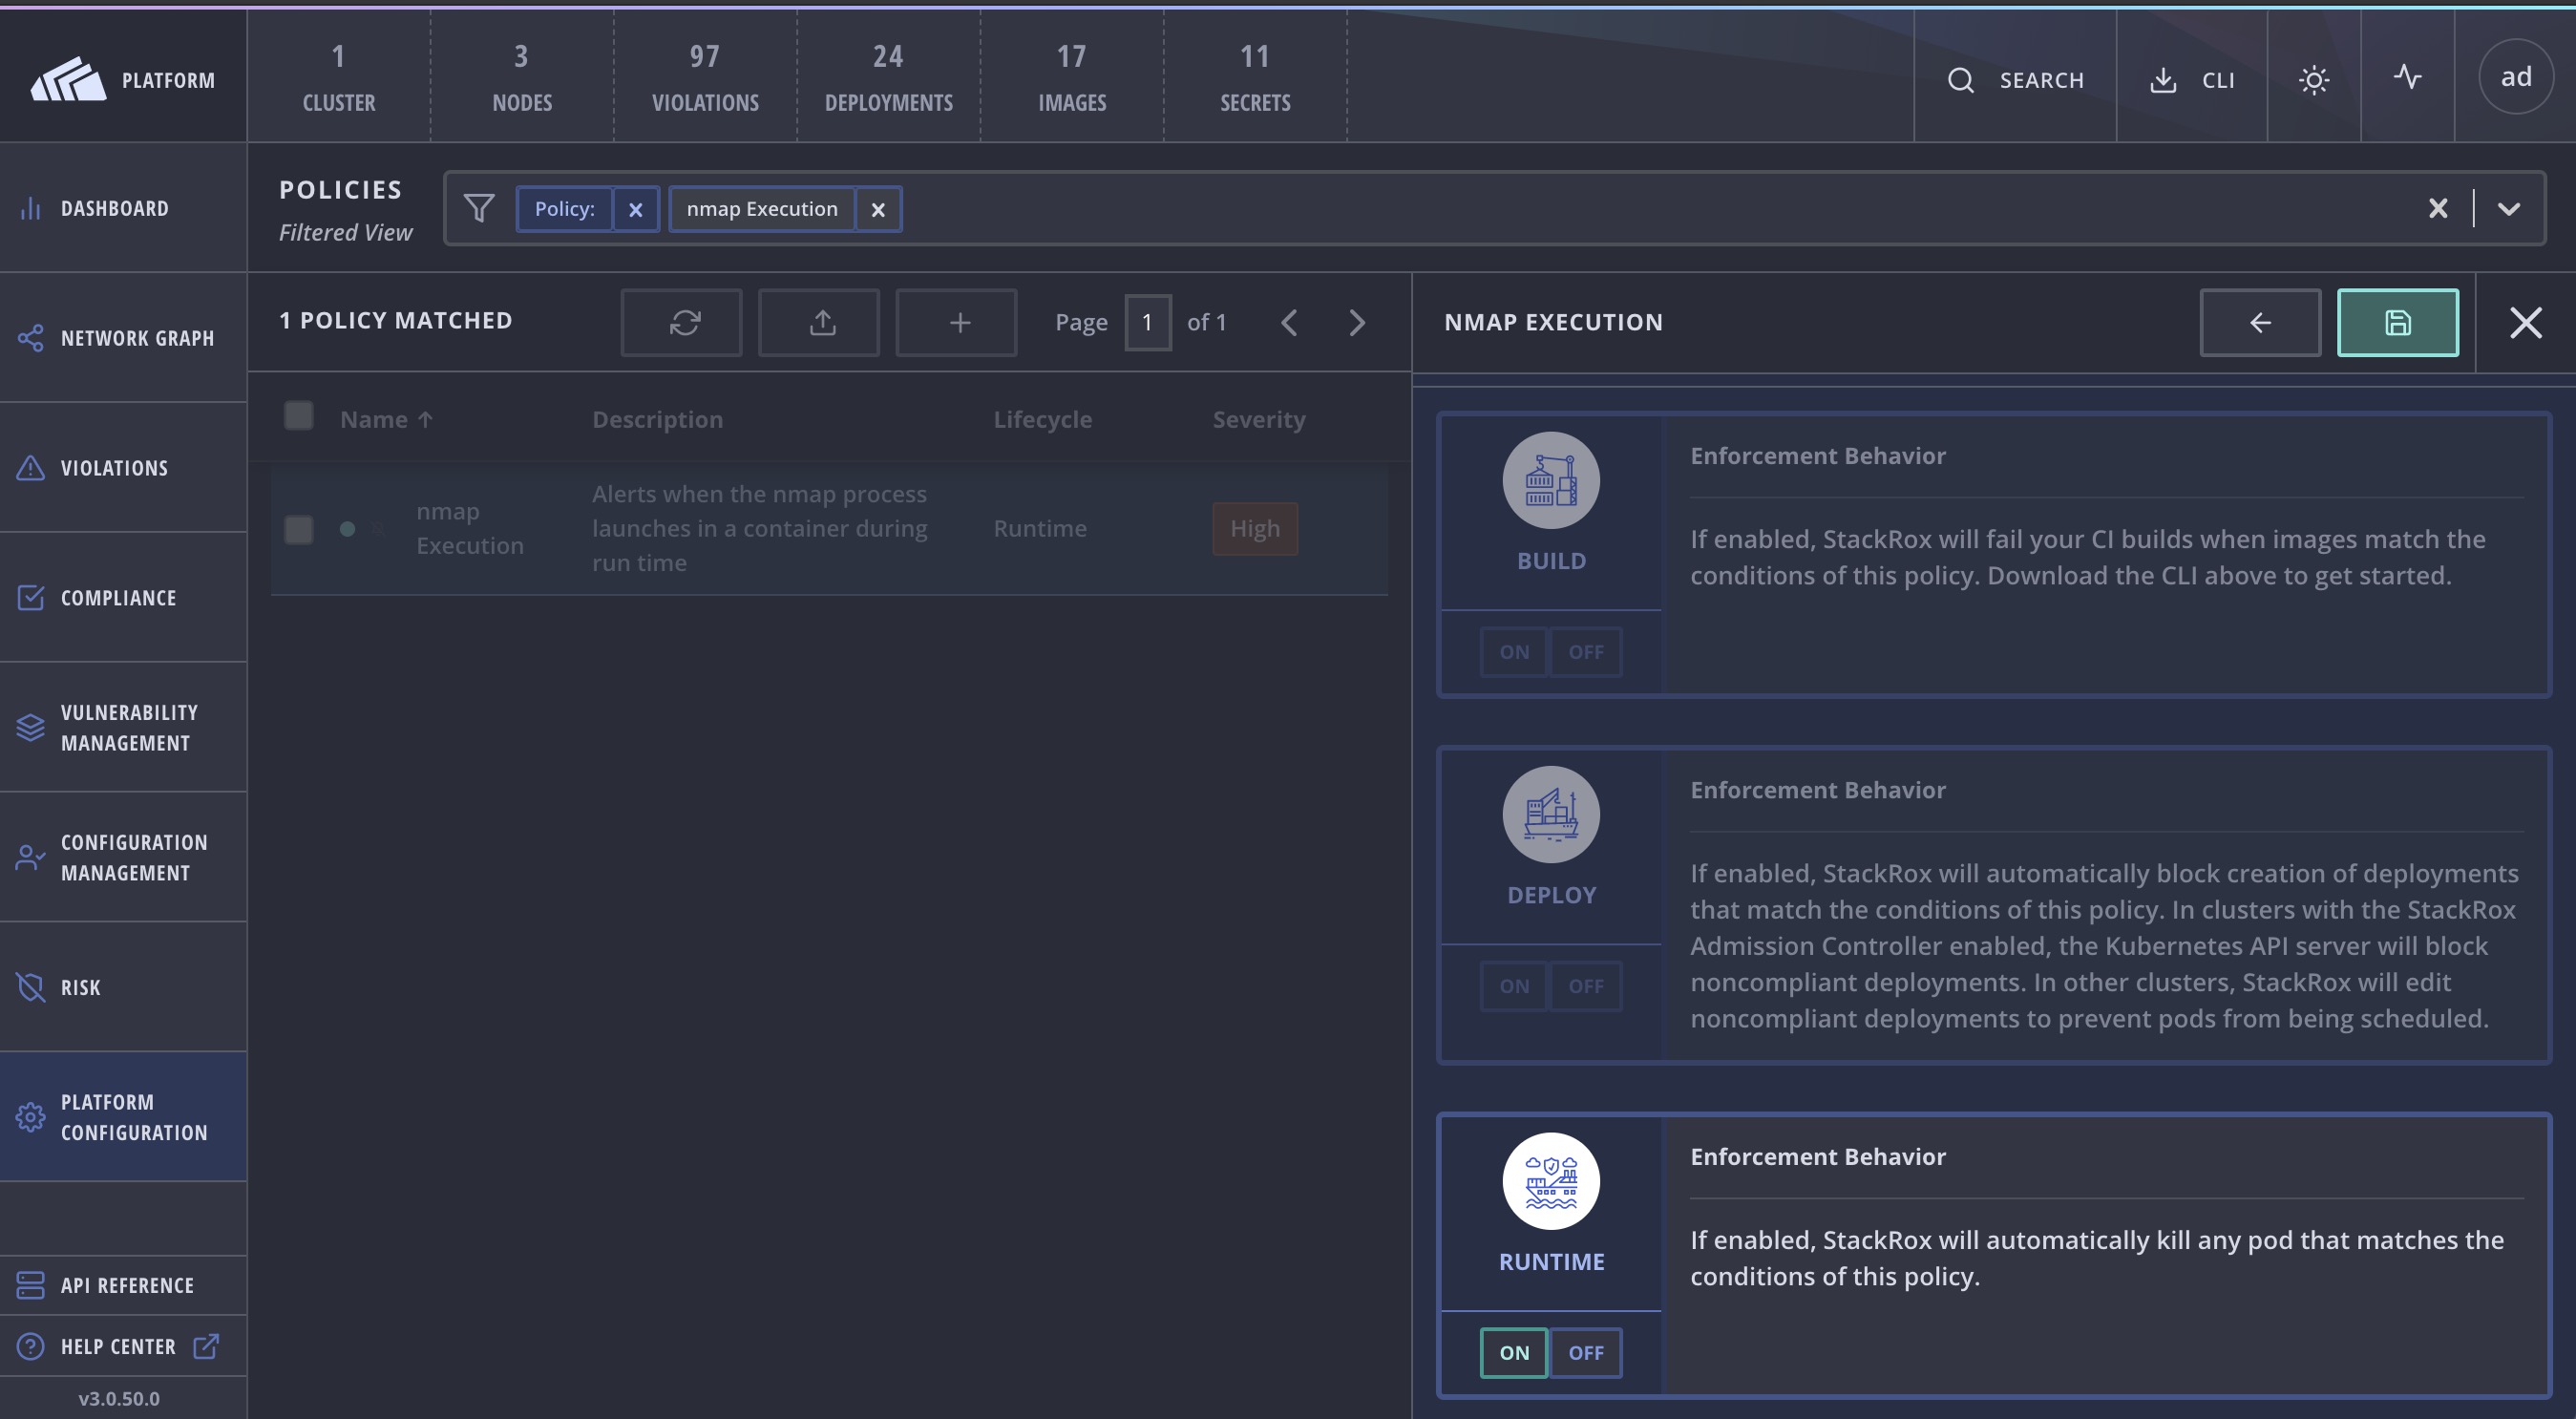 PLATFORM
1
CLUSTER
3
NODES
97
VIOLATIONS
24
DEPLOYMENTS
17
IMAGES
11
SECRETS
SEARCH
CLI
ad
DASHBOARD
NETWORK GRAPH
VIOLATIONS
COMPLIANCE
VULNERABILITY
MANAGEMENT
CONFIGURATION
MANAGEMENT
RISK
PLATFORM
CONFIGURATION
API REFERENCE
HELP CENTER
v3.0.50.0
POLICIES
Filtered View
Policy:
nmap Execution
1 POLICY MATCHED
Page 1 of 1
Name
Description
Lifecycle
Severity
nmap
Execution
Alerts when the nmap process
launches in a container during
run time
Runtime
High
NMAP EXECUTION
BUILD
ON OFF
Enforcement Behavior
If enabled, StackRox will fail your CI builds when images match the
conditions of this policy. Download the CLI above to get started.
DEPLOY
ON OFF
Enforcement Behavior
If enabled, StackRox will automatically block creation of deployments
that match the conditions of this policy. In clusters with the StackRox
Admission Controller enabled, the Kubernetes API server will block
noncompliant deployments. In other clusters, StackRox will edit
noncompliant deployments to prevent pods from being scheduled.
RUNTIME
ON OFF
Enforcement Behavior
If enabled, StackRox will automatically kill any pod that matches the
conditions of this policy.